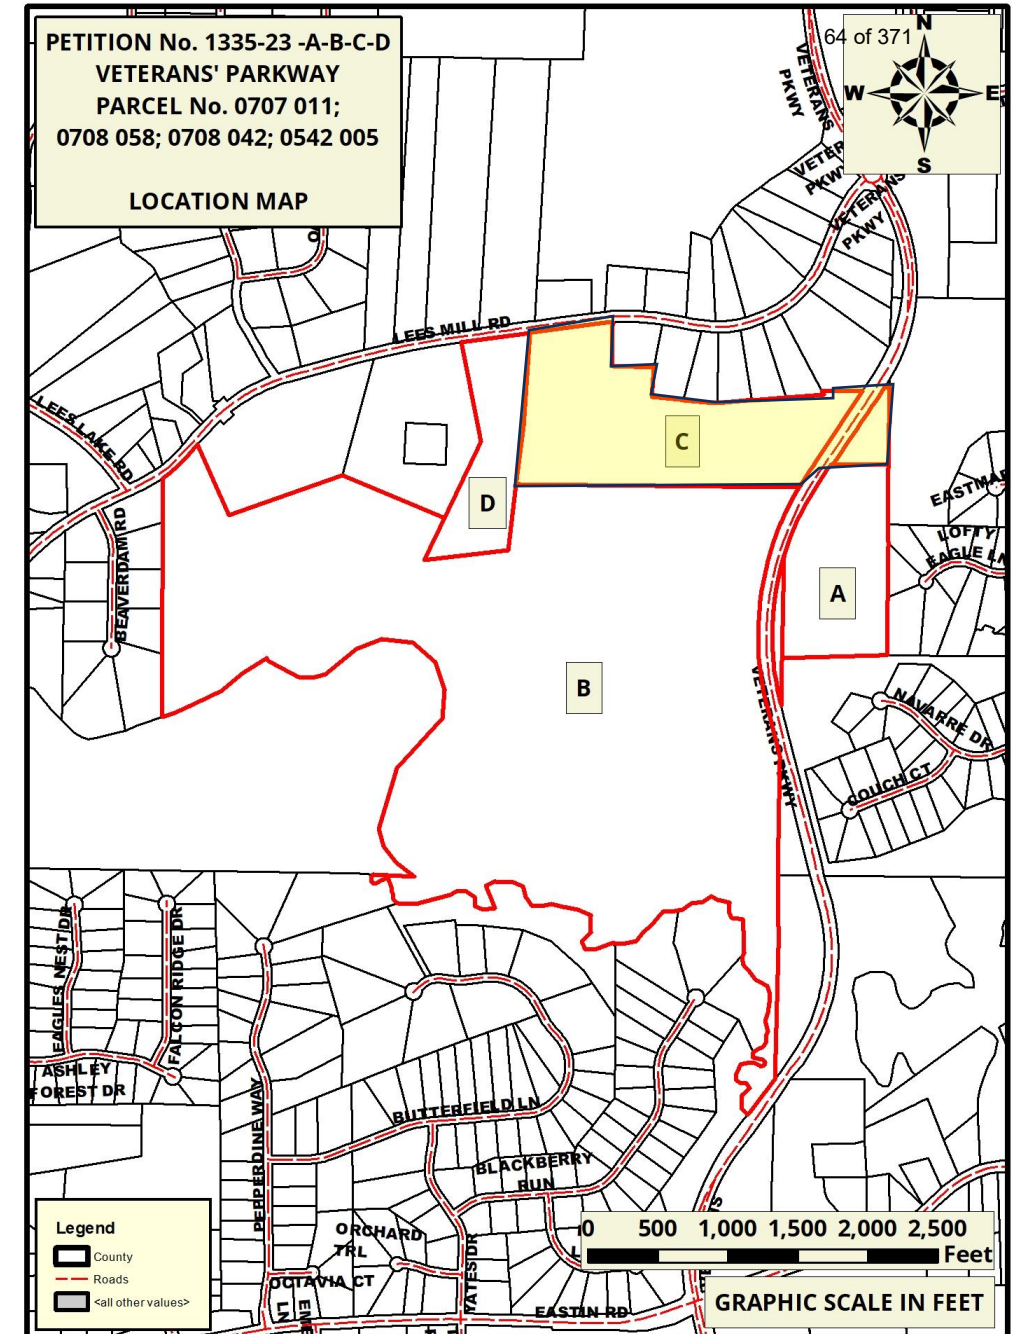 PETITION No. 1335-23 -A-B-C-D
VETERANS' PARKWAY
PARCEL No. 0707 011;
0708 058; 0708 042; 0542 005
LOCATION MAP
64 of 371
N
W
E
S
VETERANS
PKWY
PKWY
VETERANS
PKWY
LEES MILL RD
LEES LAKE RD
BEAVERDAM RD
C
D
A
B
LOFTY
EAGLE LN
VETERANS PKWY
NAVARRE DR
COUCH CT
EAGLES NEST DR
FALCON RIDGE DR
ASHLEY
FOREST DR
PEPPERDINE WAY
BUTTERFIELD LN
BLACKBERRY
RUN
ORCHARD
TRL
OCTAVIA CT
LN
YATES DR
EASTIN RD
Legend
County
Roads
<all other values>
0 500 1,000 1,500 2,000 2,500
Feet
GRAPHIC SCALE IN FEET